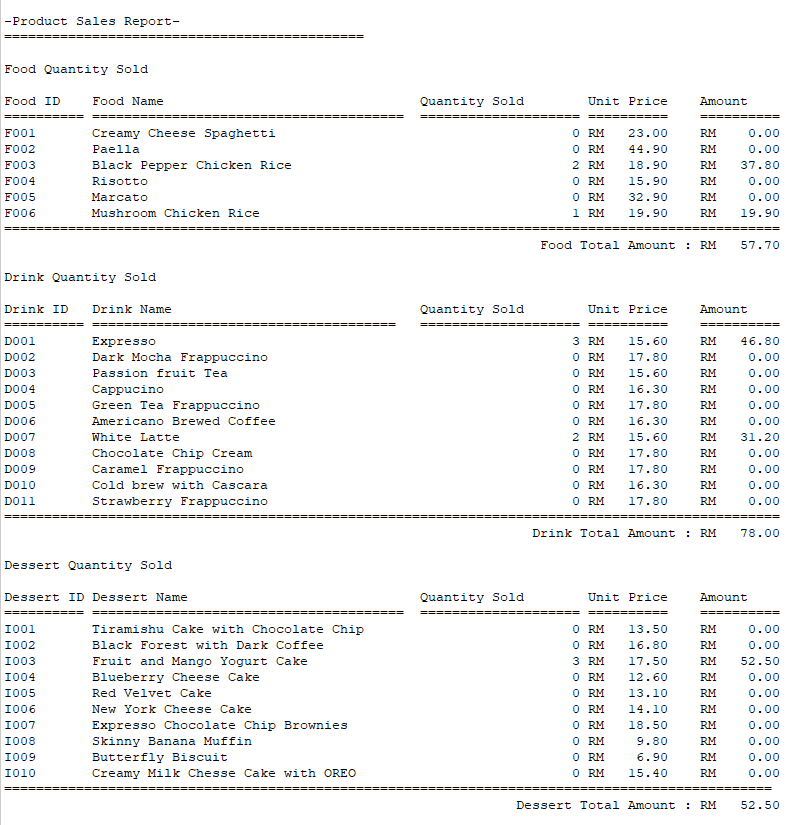 -Product Sales Report-
=============================================
Food Quantity Sold
Food ID    Food Name                                Quantity Sold        Unit Price    Amount
========== =======================================  ==================== ==========    ==========
F001       Creamy Cheese Spaghetti                                     0 RM   23.00    RM    0.00
F002       Paella                                                      0 RM   44.90    RM    0.00
F003       Black Pepper Chicken Rice                                   2 RM   18.90    RM   37.80
F004       Risotto                                                     0 RM   15.90    RM    0.00
F005       Marcato                                                     0 RM   32.90    RM    0.00
F006       Mushroom Chicken Rice                                       1 RM   19.90    RM   19.90
=================================================================================================
Food Total Amount : RM   57.70
Drink Quantity Sold
Drink ID   Drink Name                               Quantity Sold        Unit Price    Amount
========== ======================================   ==================== ==========    ==========
D001       Expresso                                                    3 RM   15.60    RM   46.80
D002       Dark Mocha Frappuccino                                      0 RM   17.80    RM    0.00
D003       Passion fruit Tea                                           0 RM   15.60    RM    0.00
D004       Cappucino                                                   0 RM   16.30    RM    0.00
D005       Green Tea Frappuccino                                       0 RM   17.80    RM    0.00
D006       Americano Brewed Coffee                                     0 RM   16.30    RM    0.00
D007       White Latte                                                 2 RM   15.60    RM   31.20
D008       Chocolate Chip Cream                                        0 RM   17.80    RM    0.00
D009       Caramel Frappuccino                                         0 RM   17.80    RM    0.00
D010       Cold brew with Cascara                                      0 RM   16.30    RM    0.00
D011       Strawberry Frappuccino                                      0 RM   17.80    RM    0.00
=================================================================================================
Drink Total Amount : RM   78.00
Dessert Quantity Sold
Dessert ID Dessert Name                             Quantity Sold        Unit Price    Amount
========== =======================================  ==================== ==========    ==========
I001       Tiramishu Cake with Chocolate Chip                          0 RM   13.50    RM    0.00
I002       Black Forest with Dark Coffee                               0 RM   16.80    RM    0.00
I003       Fruit and Mango Yogurt Cake                                 3 RM   17.50    RM   52.50
I004       Blueberry Cheese Cake                                       0 RM   12.60    RM    0.00
I005       Red Velvet Cake                                             0 RM   13.10    RM    0.00
I006       New York Cheese Cake                                        0 RM   14.10    RM    0.00
I007       Expresso Chocolate Chip Brownies                            0 RM   18.50    RM    0.00
I008       Skinny Banana Muffin                                        0 RM    9.80    RM    0.00
I009       Butterfly Biscuit                                           0 RM    6.90    RM    0.00
I010       Creamy Milk Chesse Cake with OREO                           0 RM   15.40    RM    0.00
================================================================================================
Dessert Total Amount : RM   52.50